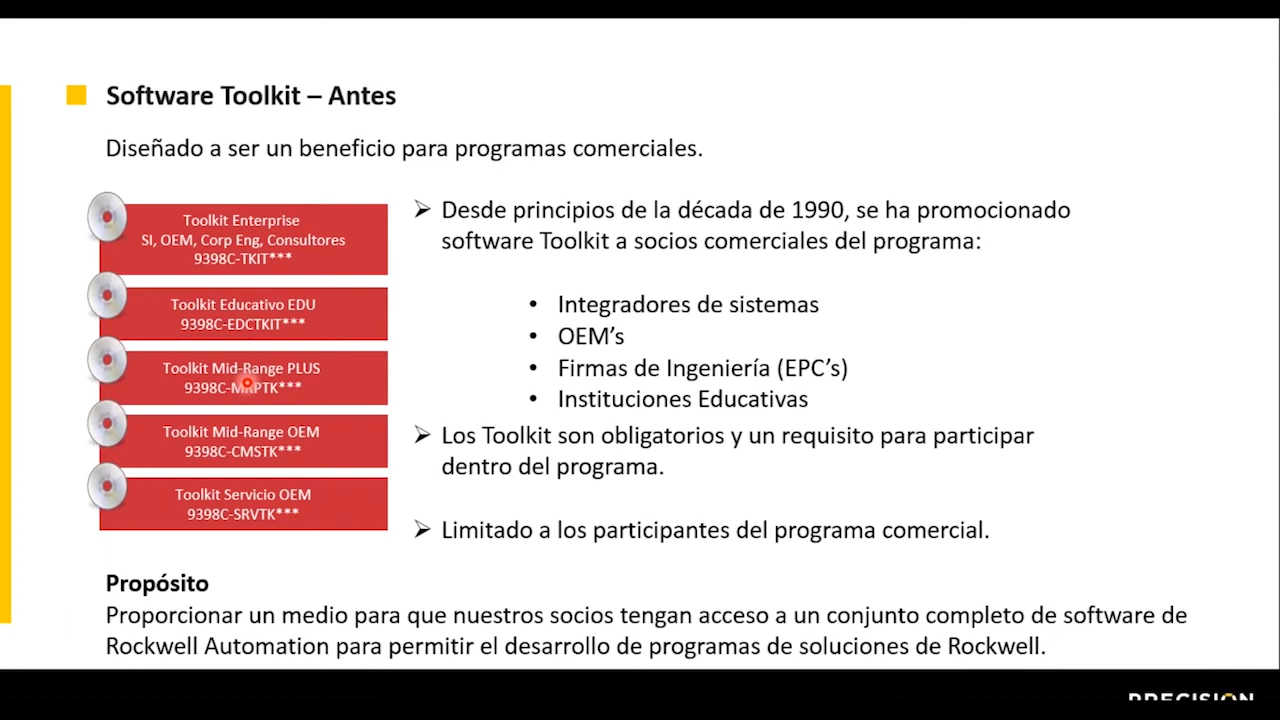 Software Toolkit – Antes
Diseñado a ser un beneficio para programas comerciales.
Toolkit Enterprise
SI, OEM, Corp Eng, Consultores
9398C-TKIT***
Toolkit Educativo EDU
9398C-EDCTKIT***
Toolkit Mid-Range PLUS
9398C-MRPTK***
Toolkit Mid-Range OEM
9398C-CMSTK***
Toolkit Servicio OEM
9398C-SRVTK***
➢ Desde principios de la década de 1990, se ha promocionado
software Toolkit a socios comerciales del programa:
• Integradores de sistemas
• OEM’s
• Firmas de Ingeniería (EPC’s)
• Instituciones Educativas
➢ Los Toolkit son obligatorios y un requisito para participar
dentro del programa.
➢ Limitado a los participantes del programa comercial.
Propósito
Proporcionar un medio para que nuestros socios tengan acceso a un conjunto completo de software de
Rockwell Automation para permitir el desarrollo de programas de soluciones de Rockwell.
PRECISION